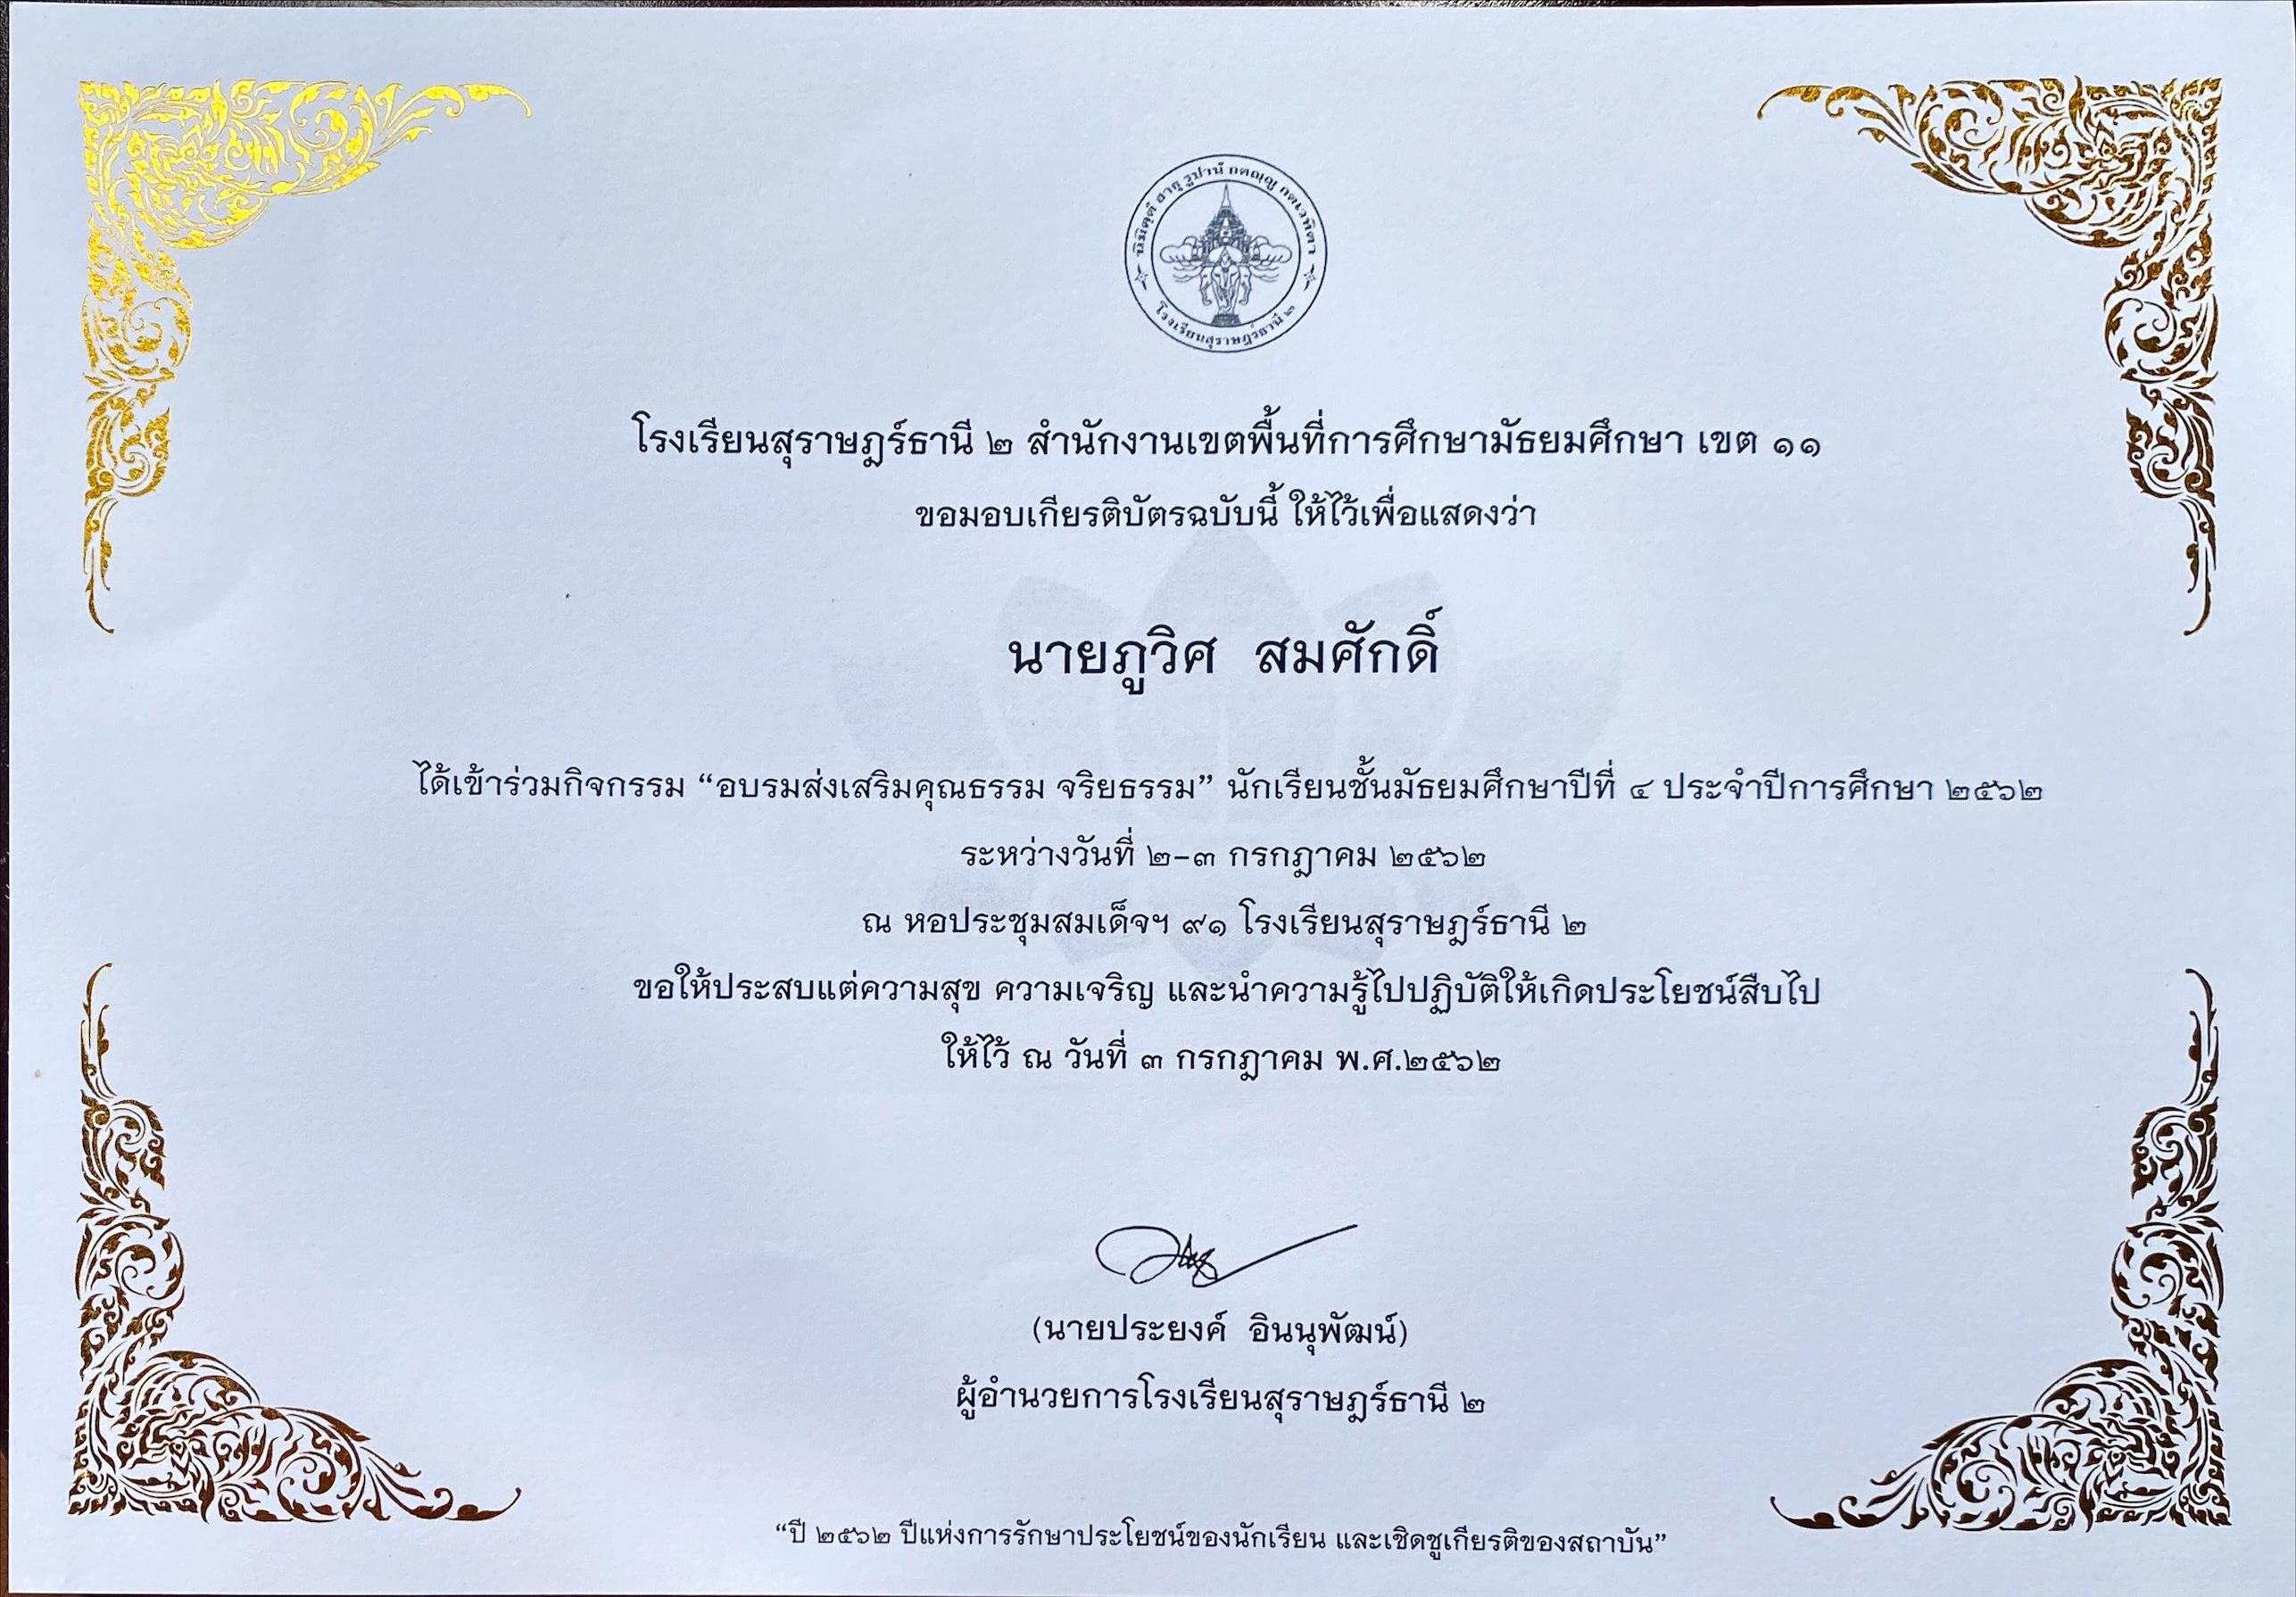 นิมิตฺตํ สาธุ รูปานํ กตญฺญู กตเวทิตา
โรงเรียนสุราษฎร์ธานี ๒
โรงเรียนสุราษฎร์ธานี ๒ สำนักงานเขตพื้นที่การศึกษามัธยมศึกษา เขต ๑๑
ขอมอบเกียรติบัตรฉบับนี้ ให้ไว้เพื่อแสดงว่า
นายภูวิศ สมศักดิ์
ได้เข้าร่วมกิจกรรม “อบรมส่งเสริมคุณธรรม จริยธรรม” นักเรียนชั้นมัธยมศึกษาปีที่ ๔ ประจำปีการศึกษา ๒๕๖๒
ระหว่างวันที่ ๒-๓ กรกฎาคม ๒๕๖๒
ณ หอประชุมสมเด็จฯ ๙๑ โรงเรียนสุราษฎร์ธานี ๒
ขอให้ประสบแต่ความสุข ความเจริญ และนำความรู้ไปปฏิบัติให้เกิดประโยชน์สืบไป
ให้ไว้ ณ วันที่ ๓ กรกฎาคม พ.ศ.๒๕๖๒
(นายประยงค์ อินนุพัฒน์)
ผู้อำนวยการโรงเรียนสุราษฎร์ธานี ๒
“ปี ๒๕๖๒ ปีแห่งการรักษาประโยชน์ของนักเรียน และเชิดชูเกียรติของสถาบัน”